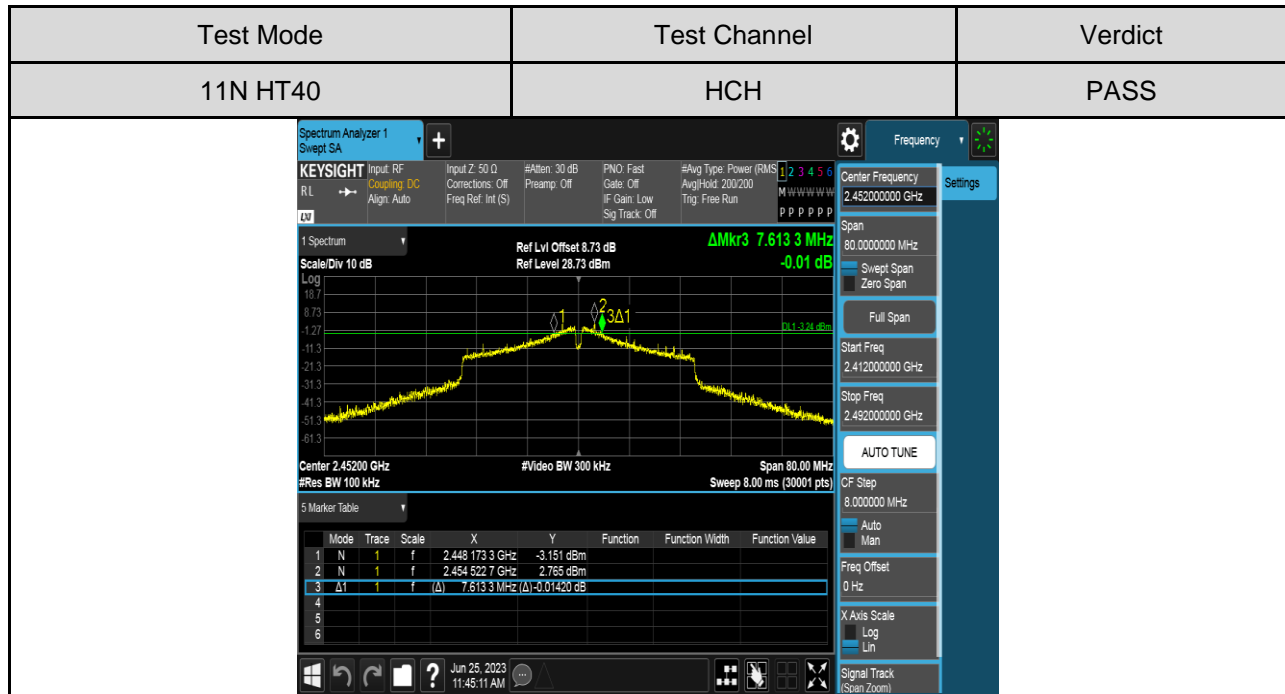 Test Mode Test Channel Verdict
11N HT40 HCH PASS
Spectrum Analyzer 1
Swept SA
+
Frequency
KEYSIGHT
RL
LXI
Input: RF
Coupling: DC
Align: Auto
Input Z: 50 Ω
Corrections: Off
Freq Ref: Int (S)
#Atten: 30 dB
Preamp: Off
PNO: Fast
Gate: Off
IF Gain: Low
Sig Track: Off
#Avg Type: Power (RMS
Avg|Hold: 200/200
Trig: Free Run
1 2 3 4 5 6
M W W W W W
P P P P P P
1 Spectrum
Scale/Div 10 dB
Ref Lvl Offset 8.73 dB
Ref Level 28.73 dBm
ΔMkr3 7.613 3 MHz
-0.01 dB
Log
18.7
8.73
-1.27
-11.3
-21.3
-31.3
-41.3
-51.3
-61.3
1
2
3Δ1
DL1 -3.24 dBm
Center 2.45200 GHz
#Res BW 100 kHz
#Video BW 300 kHz
Span 80.00 MHz
Sweep 8.00 ms (30001 pts)
5 Marker Table
Mode Trace Scale X Y Function Function Width Function Value
1 N 1 f 2.448 173 3 GHz -3.151 dBm
2 N 1 f 2.454 522 7 GHz 2.765 dBm
3 Δ1 1 f (Δ) 7.613 3 MHz (Δ) -0.01420 dB
4
5
6
?
Jun 25, 2023
11:45:11 AM
Center Frequency
2.452000000 GHz
Settings
Span
80.0000000 MHz
Swept Span
Zero Span
Full Span
Start Freq
2.412000000 GHz
Stop Freq
2.492000000 GHz
AUTO TUNE
CF Step
8.000000 MHz
Auto
Man
Freq Offset
0 Hz
X Axis Scale
Log
Lin
Signal Track
(Span Zoom)